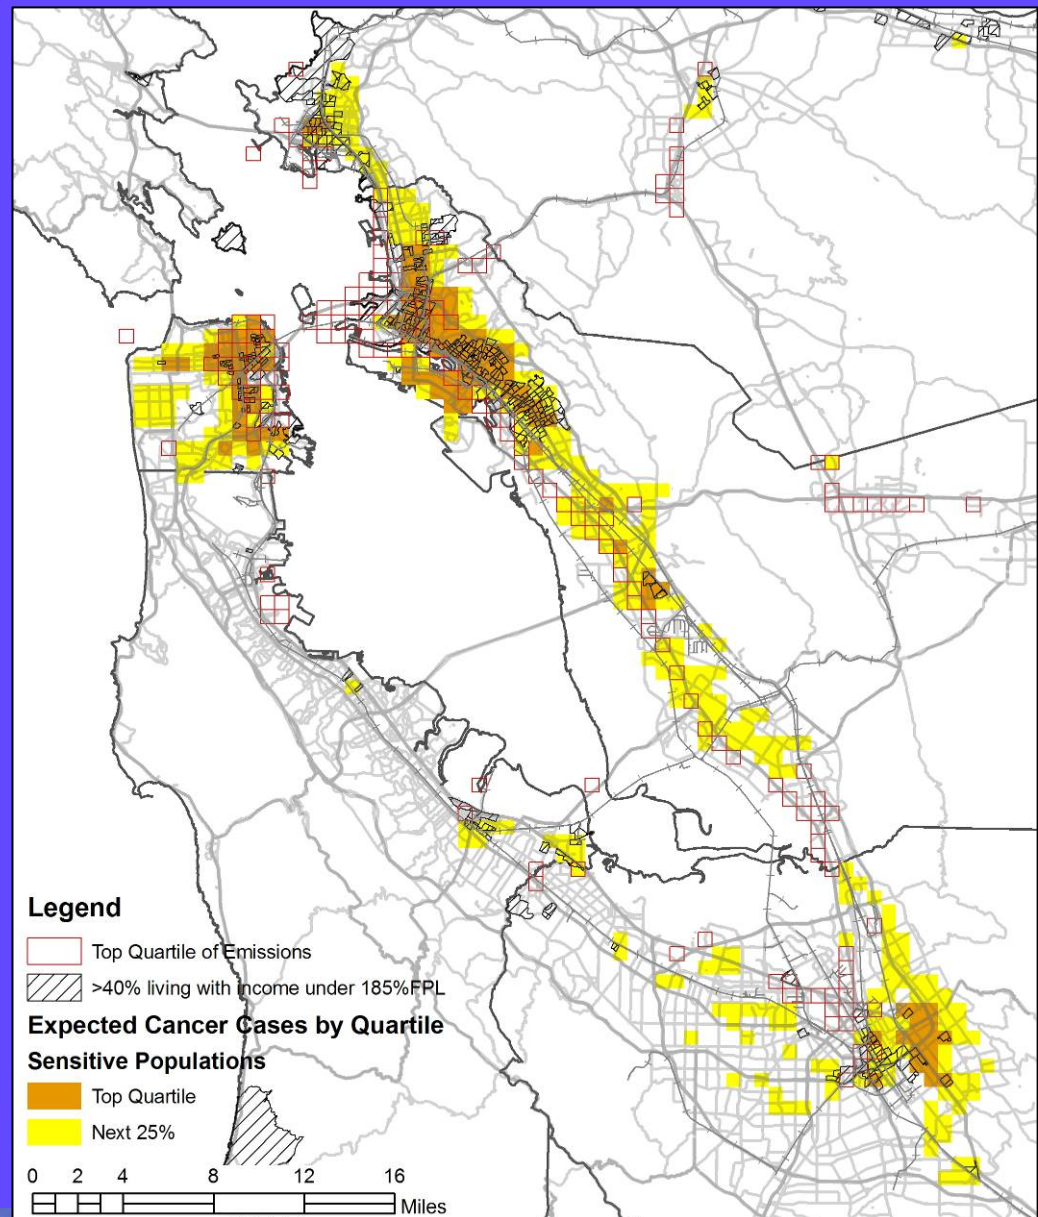 Legend
Top Quartile of Emissions
>40% living with income under 185%FPL
Expected Cancer Cases by Quartile
Sensitive Populations
Top Quartile
Next 25%
0 2 4 8 12 16
Miles